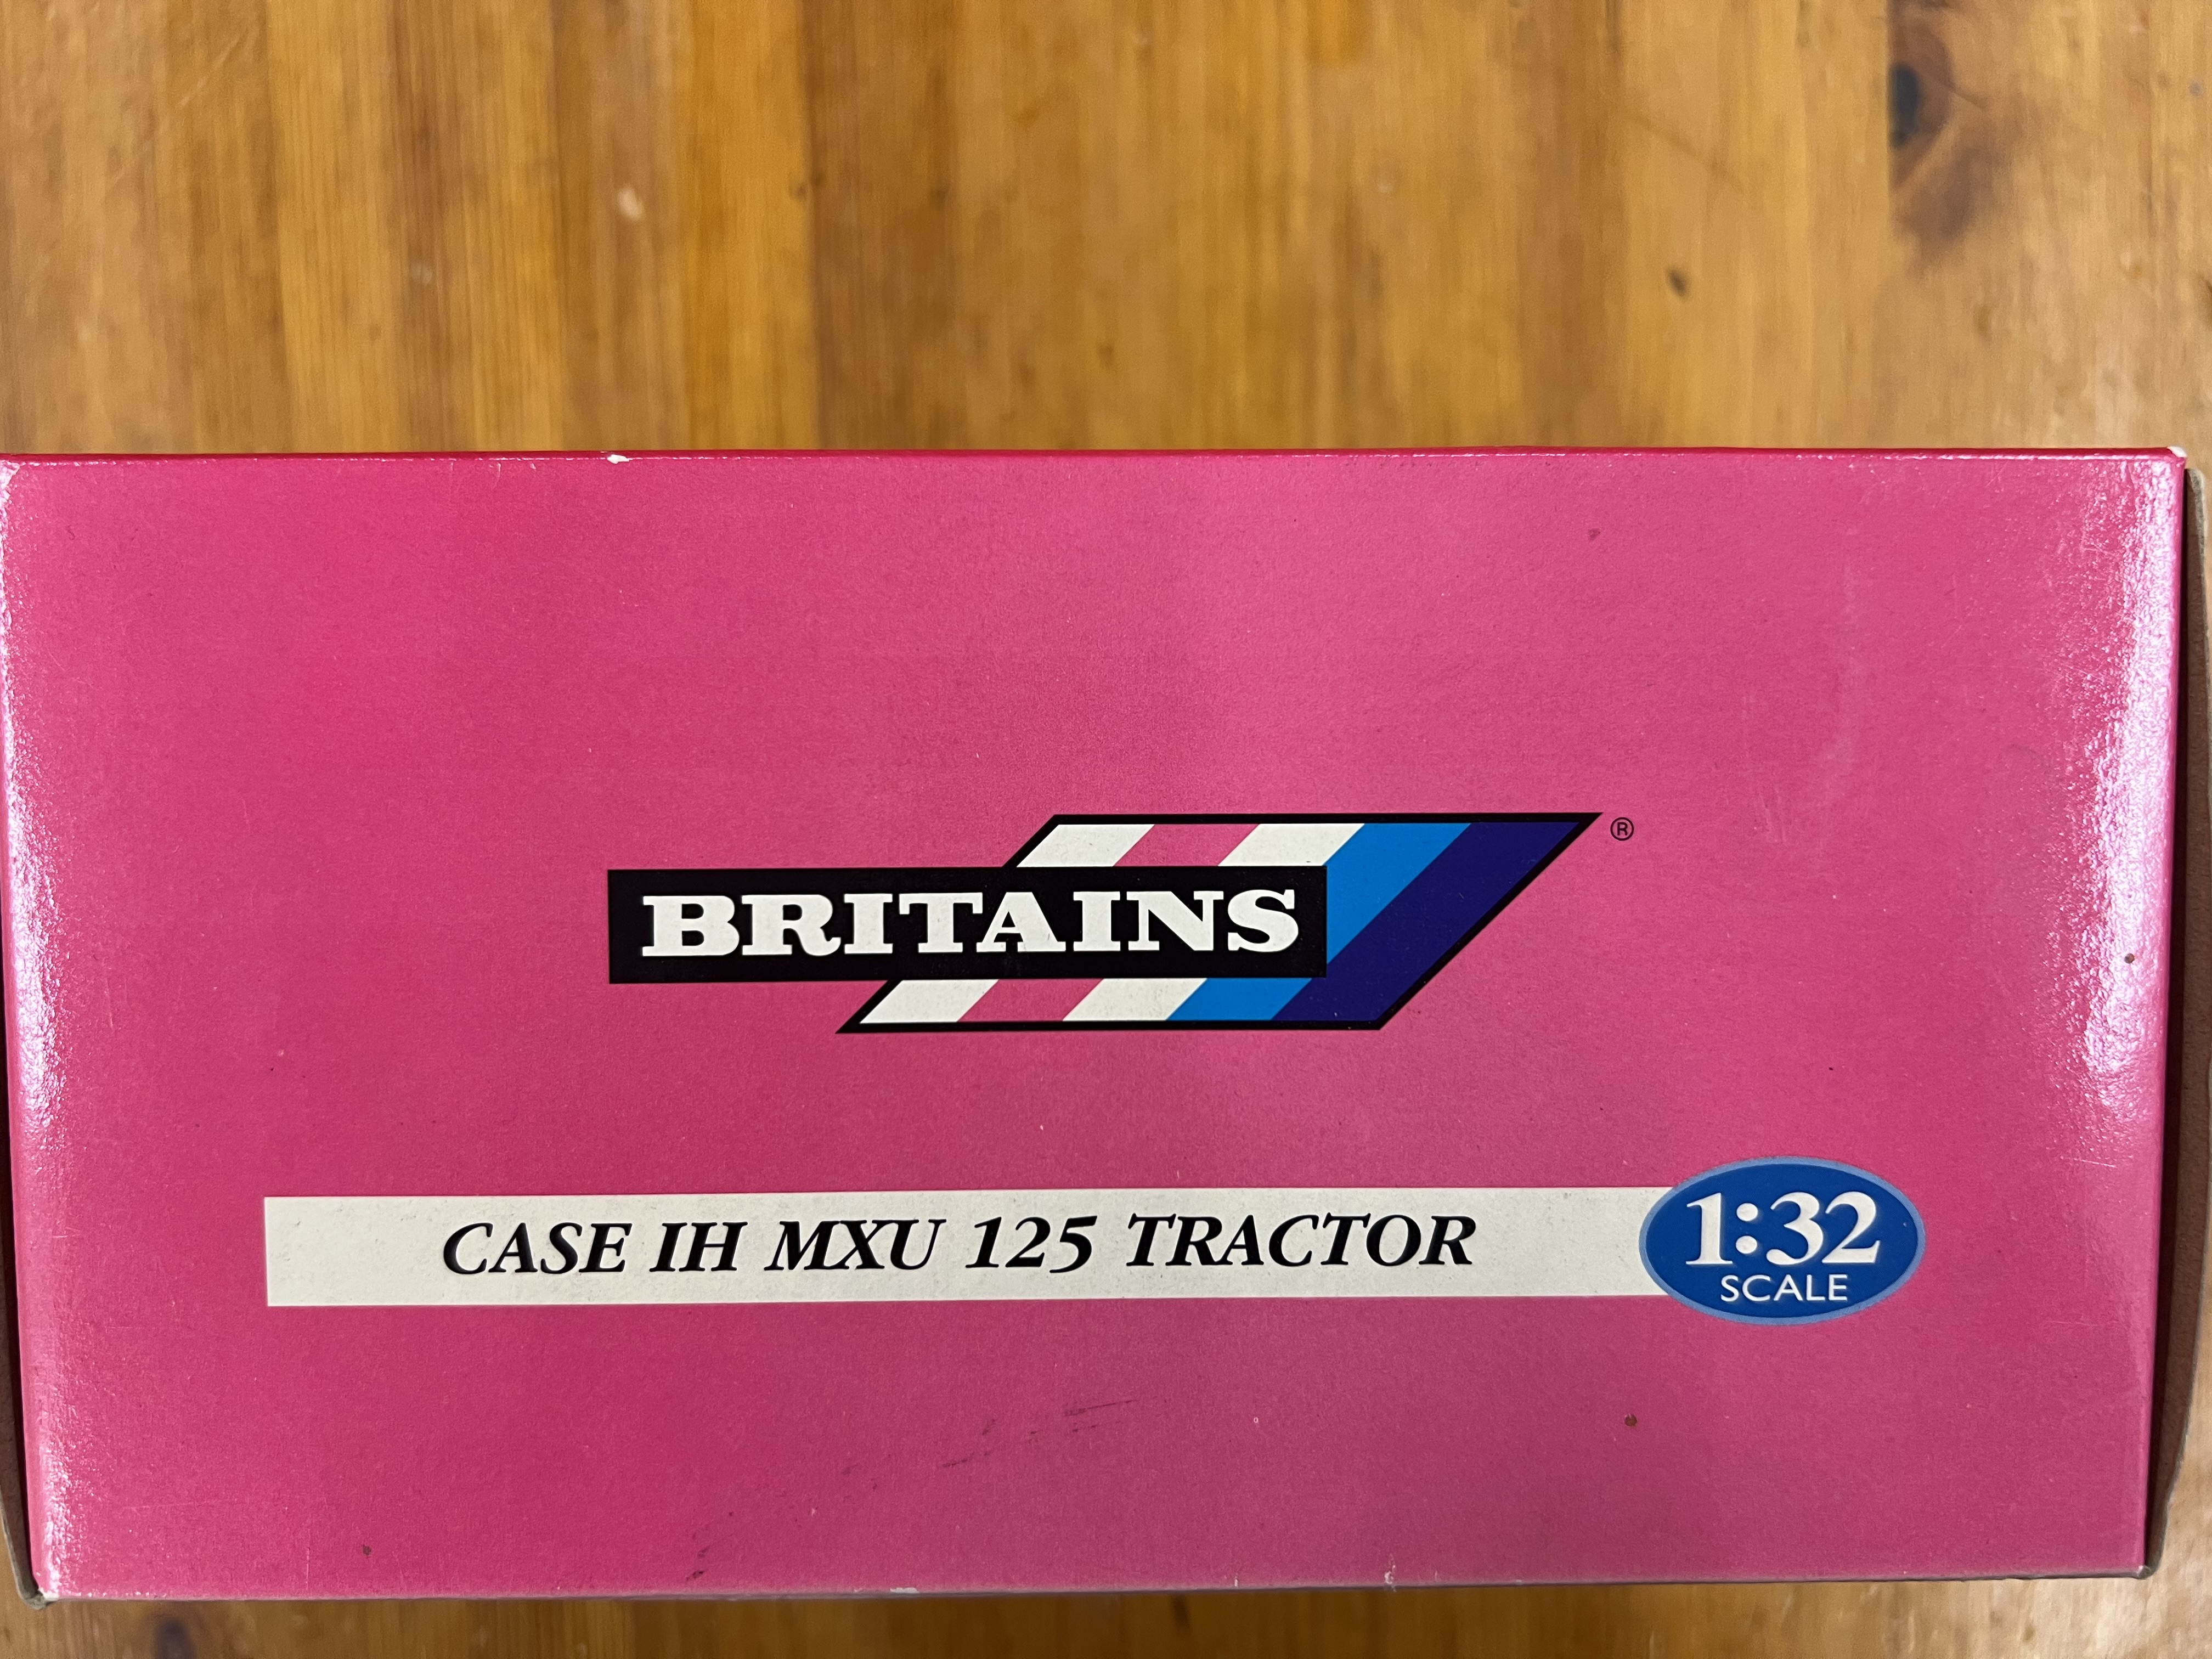 BRITAINS ®
CASE IH MXU 125 TRACTOR
1:32
SCALE